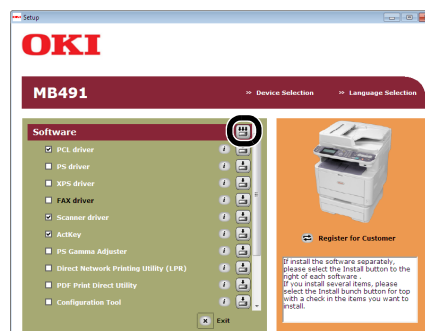 Setup
OKI
MB491
» Device Selection
» Language Selection
Software
PCL driver
PS driver
XPS driver
FAX driver
Scanner driver
ActKey
PS Gamma Adjuster
Direct Network Printing Utility (LPR)
PDF Print Direct Utility
Configuration Tool
Exit
Register for Customer
If install the software separately,
please select the Install button to the
right of each software .
If you install several items, please
select the Install bunch button for top
with a check in the items you want to
install.